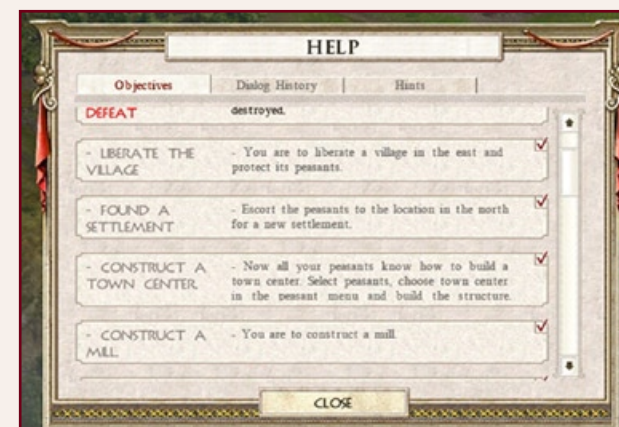 HELP
Objectives Dialog History Hints
DEFEAT destroyed.
- LIBERATE THE - You are to liberate a village in the east and
VILLAGE protect its peasants.
- FOUND A - Escort the peasants to the location in the north
SETTLEMENT for a new settlement.
- CONSTRUCT A - Now all your peasants know how to build a
TOWN CENTER town center. Select peasants, choose town center
in the peasant menu and build the structure.
- CONSTRUCT A - You are to construct a mill.
MILL
CLOSE